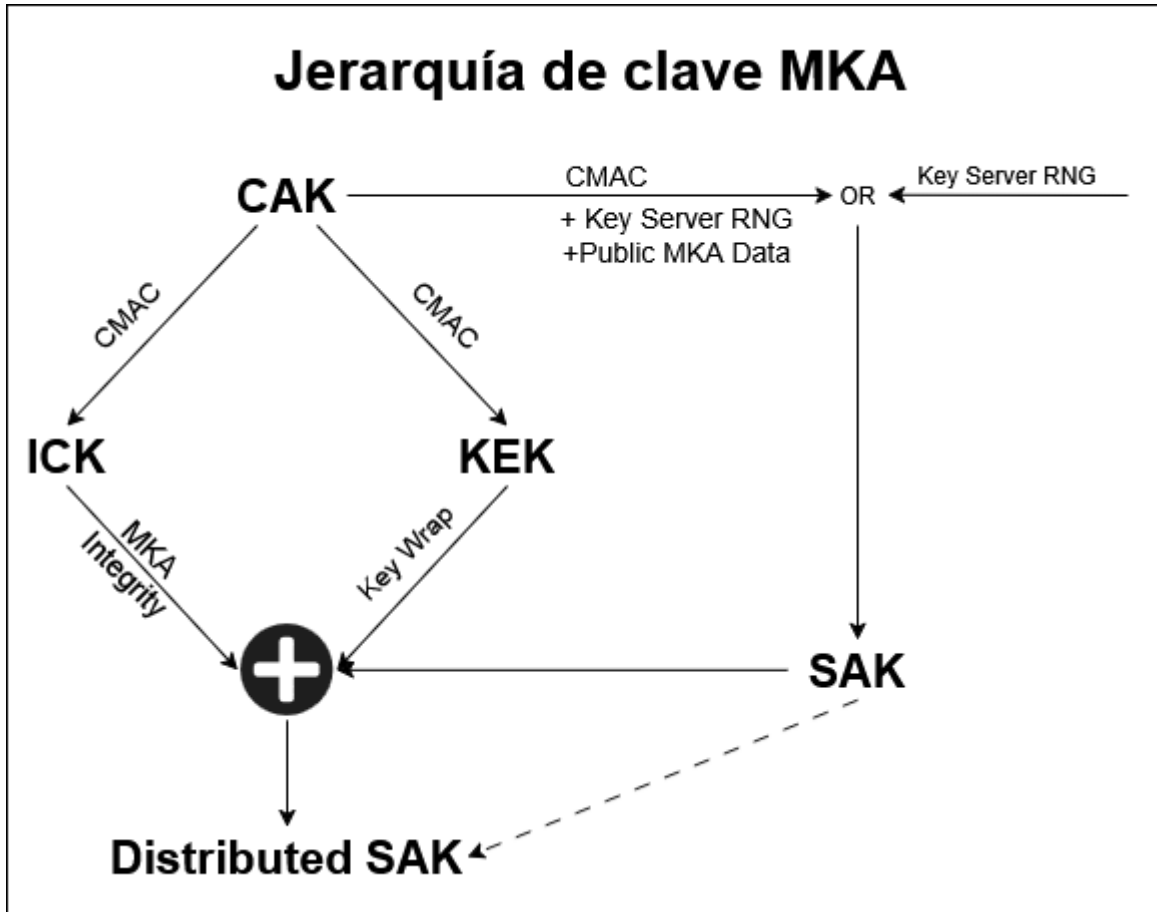 Jerarquía de clave MKA
CAK
CMAC
+ Key Server RNG
+Public MKA Data
OR
Key Server RNG
CMAC
CMAC
ICK
KEK
MKA
Integrity
Key Wrap
SAK
Distributed SAK